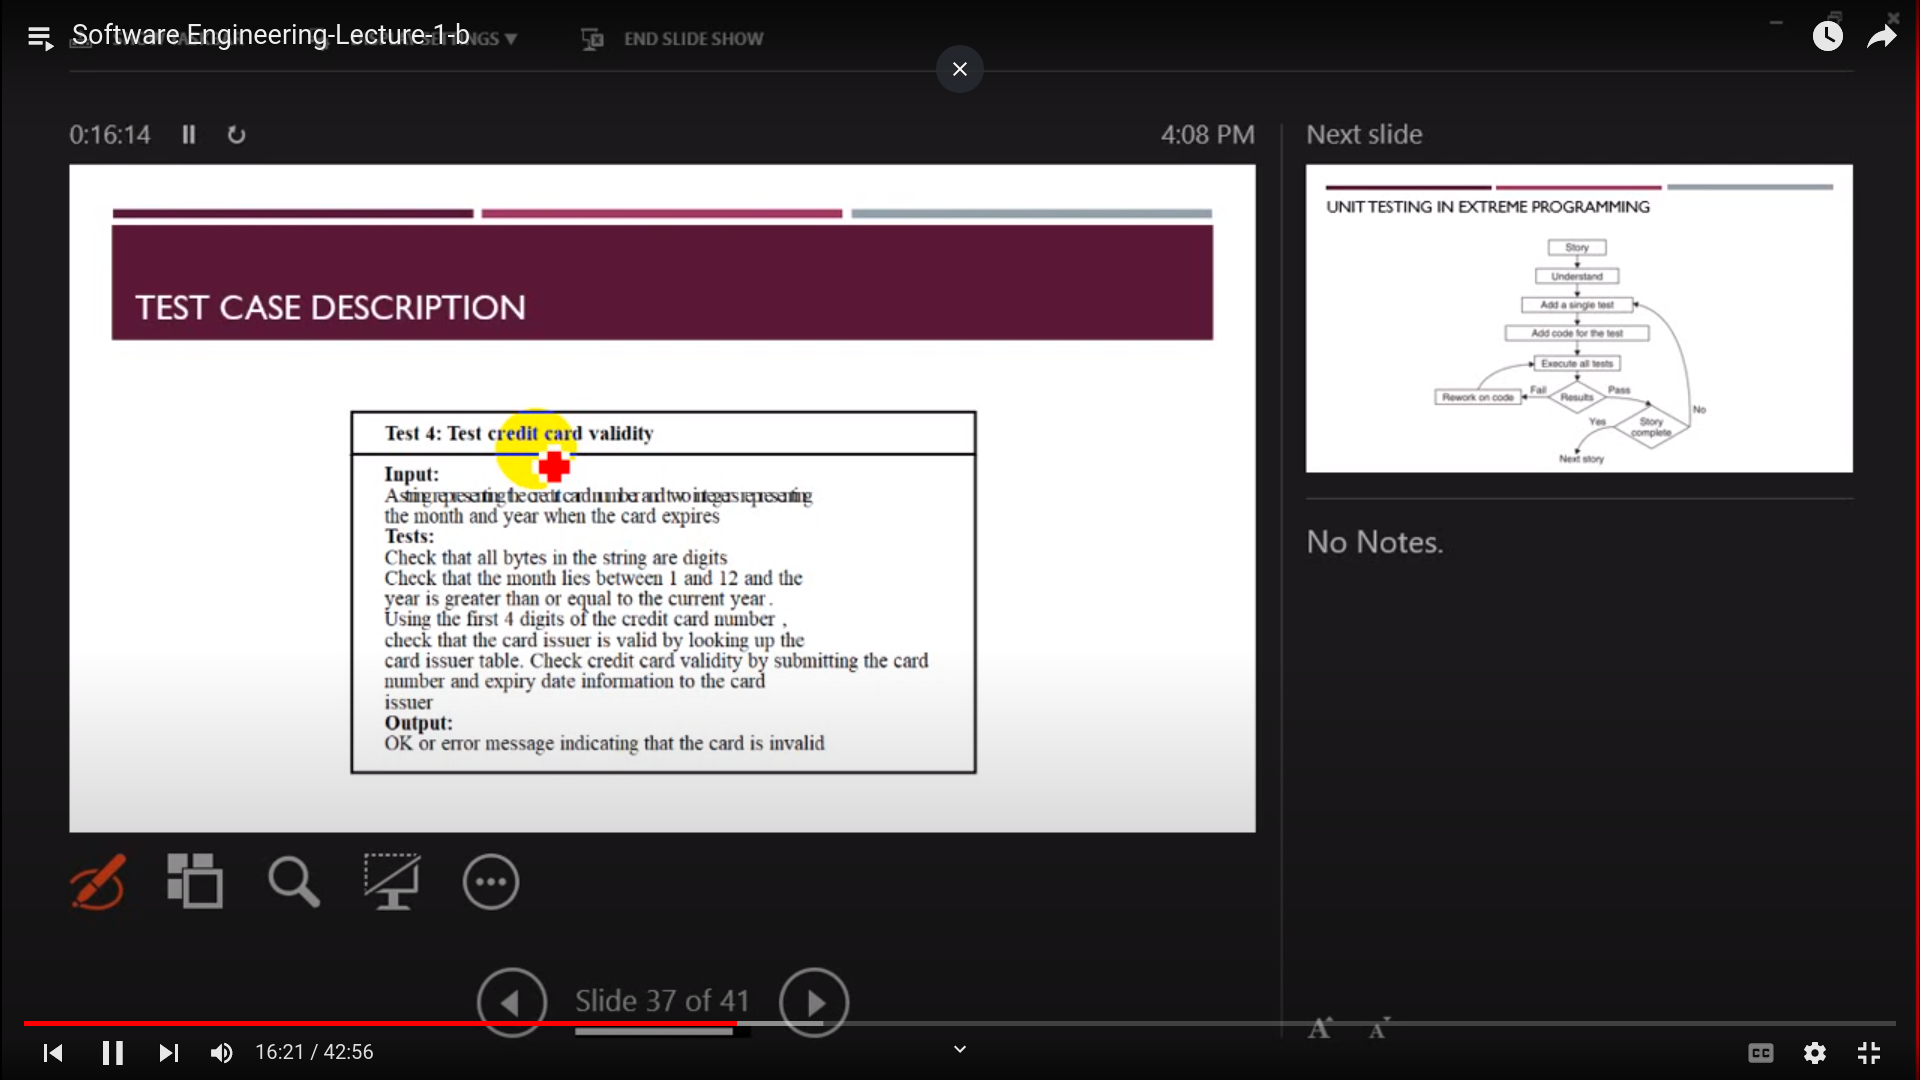 Software Engineering-Lecture-1-b
END SLIDE SHOW
0:16:14
4:08 PM
Next slide
TEST CASE DESCRIPTION
Test 4: Test credit card validity
Input:
A string representing the credit card number and two integers representing
the month and year when the card expires
Tests:
Check that all bytes in the string are digits
Check that the month lies between 1 and 12 and the
year is greater than or equal to the current year.
Using the first 4 digits of the credit card number ,
check that the card issuer is valid by looking up the
card issuer table. Check credit card validity by submitting the card
number and expiry date information to the card
issuer
Output:
OK or error message indicating that the card is invalid
UNIT TESTING IN EXTREME PROGRAMMING
Story
Understand
Add a single test
Add code for the test
Execute all tests
Fail
Pass
Rework on code
Results
No
Yes
Story
complete
Next story
No Notes.
Slide 37 of 41
A
A
16:21 / 42:56
CC